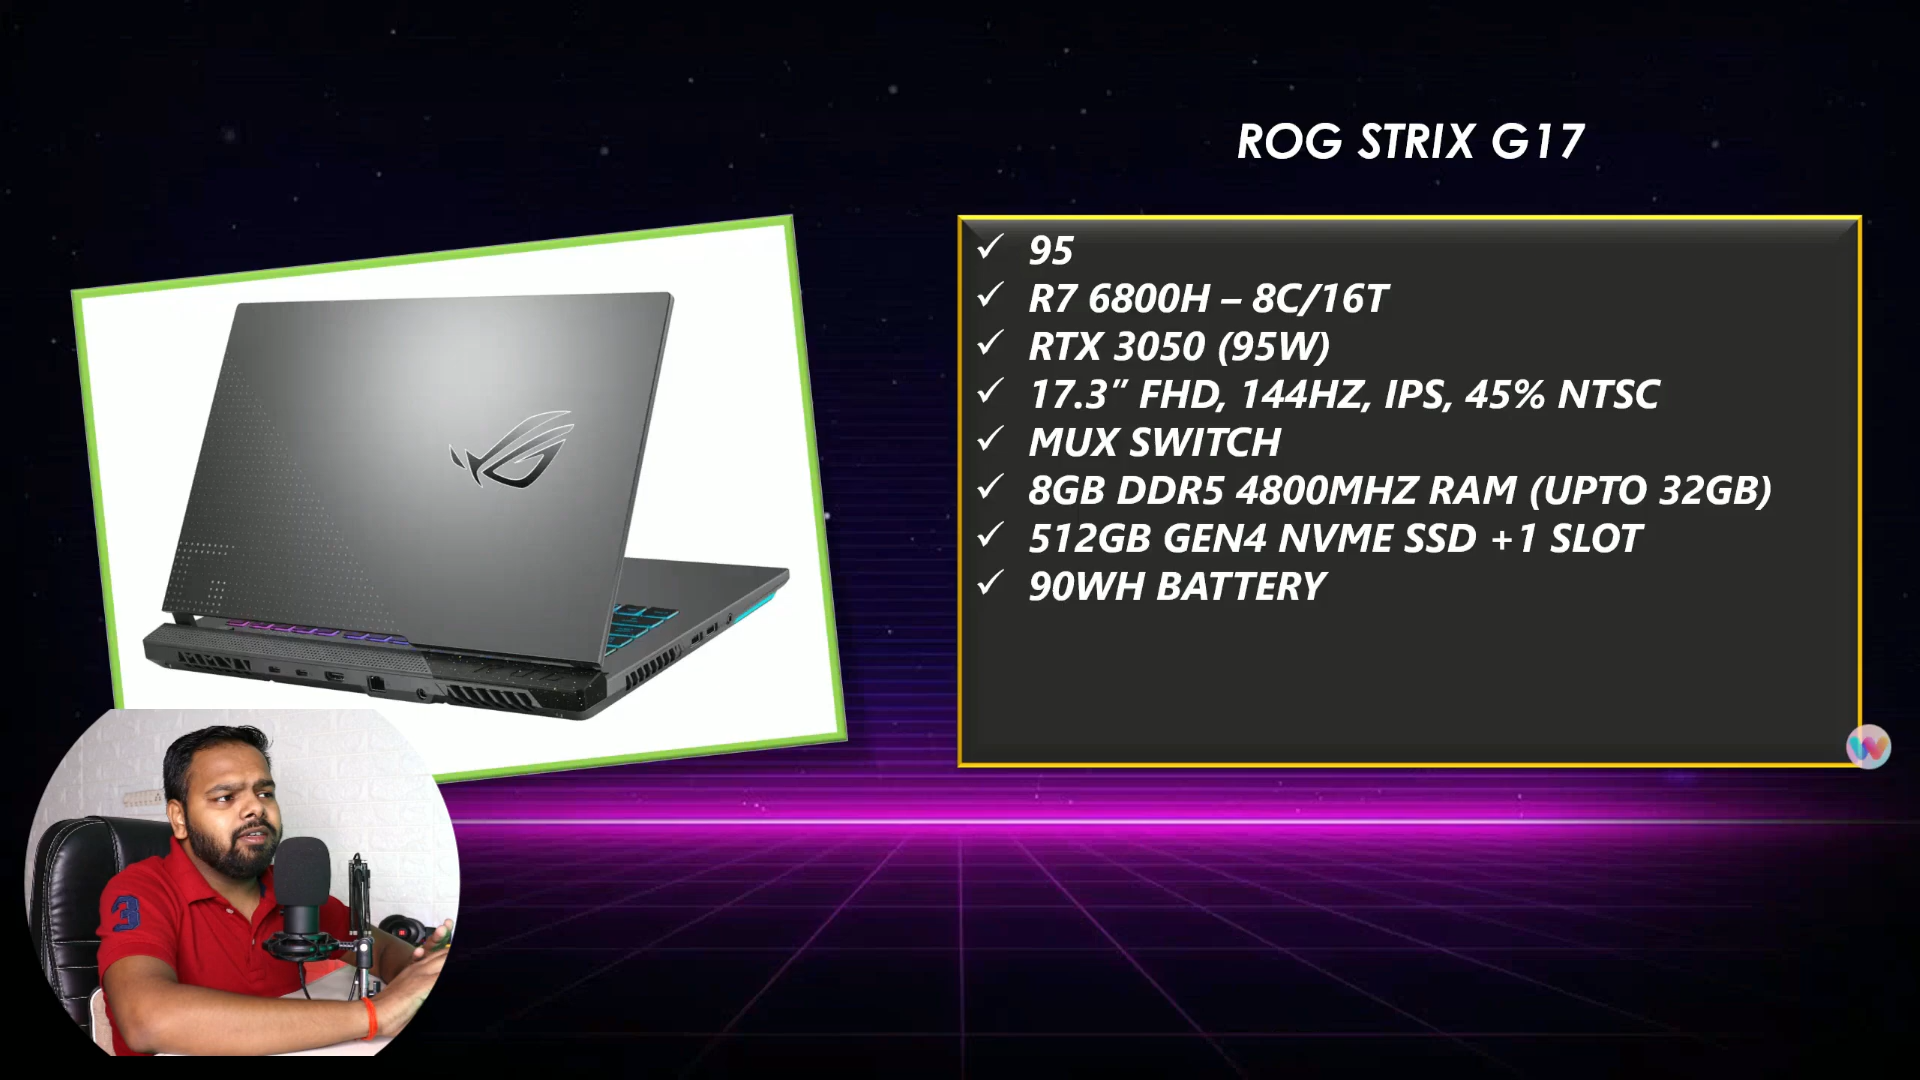 ROG STRIX G17
95
R7 6800H – 8C/16T
RTX 3050 (95W)
17.3” FHD, 144HZ, IPS, 45% NTSC
MUX SWITCH
8GB DDR5 4800MHZ RAM (UPTO 32GB)
512GB GEN4 NVME SSD +1 SLOT
90WH BATTERY
3